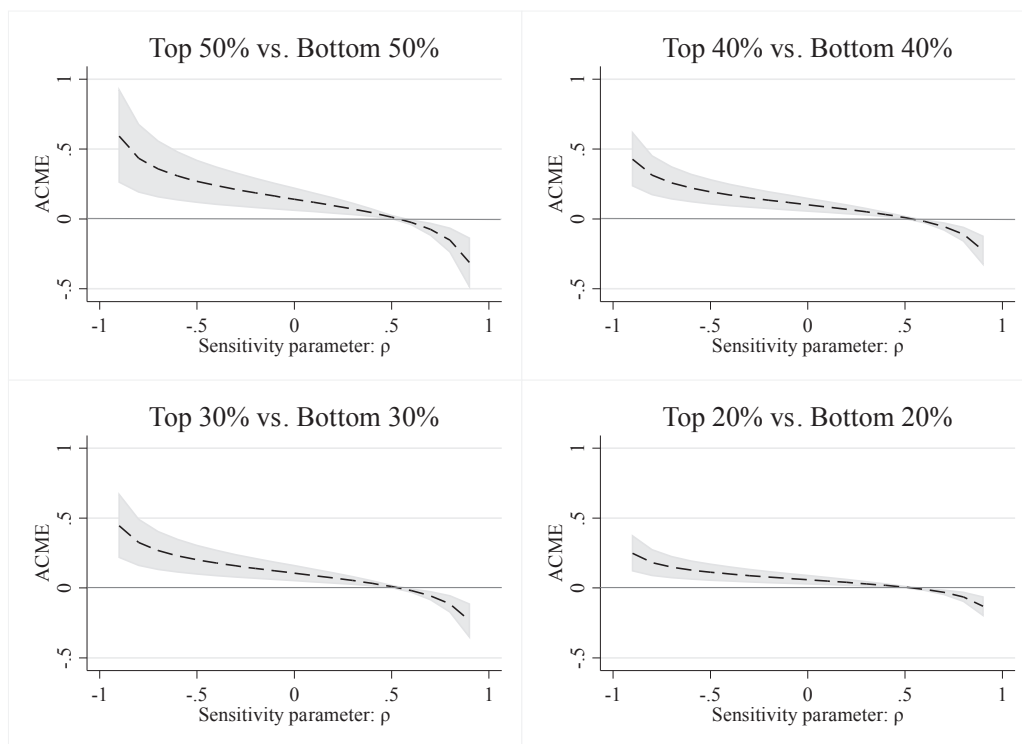 Top 50% vs. Bottom 50%
1
.5
0
-.5
ACME
-1 -.5 0 .5 1
Sensitivity parameter: ρ
Top 40% vs. Bottom 40%
1
.5
0
-.5
ACME
-1 -.5 0 .5 1
Sensitivity parameter: ρ
Top 30% vs. Bottom 30%
1
.5
0
-.5
ACME
-1 -.5 0 .5 1
Sensitivity parameter: ρ
Top 20% vs. Bottom 20%
1
.5
0
-.5
ACME
-1 -.5 0 .5 1
Sensitivity parameter: ρ